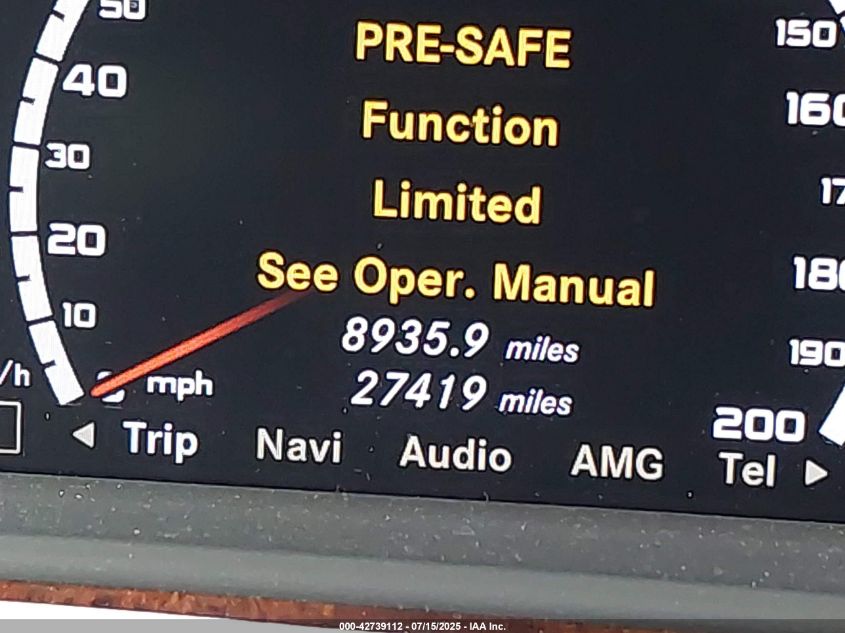 50
40
30
20
10
0 mph
/h
PRE-SAFE
Function
Limited
See Oper. Manual
8935.9 miles
27419 miles
150
160
17
180
190
200
Trip Navi Audio AMG Tel
000-42739112 - 07/15/2025 - IAA Inc.